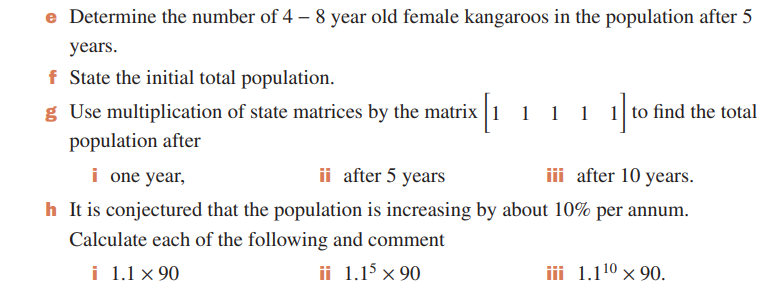 e Determine the number of 4 – 8 year old female kangaroos in the population after 5
years.
f State the initial total population.
g Use multiplication of state matrices by the matrix [1 1 1 1 1] to find the total
population after
i one year, ii after 5 years iii after 10 years.
h It is conjectured that the population is increasing by about 10% per annum.
Calculate each of the following and comment
i 1.1 × 90 ii 1.1⁵ × 90 iii 1.1¹⁰ × 90.